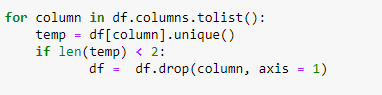 for column in df.columns.tolist():
    temp = df[column].unique()
    if len(temp) < 2:
           df =  df.drop(column, axis = 1)